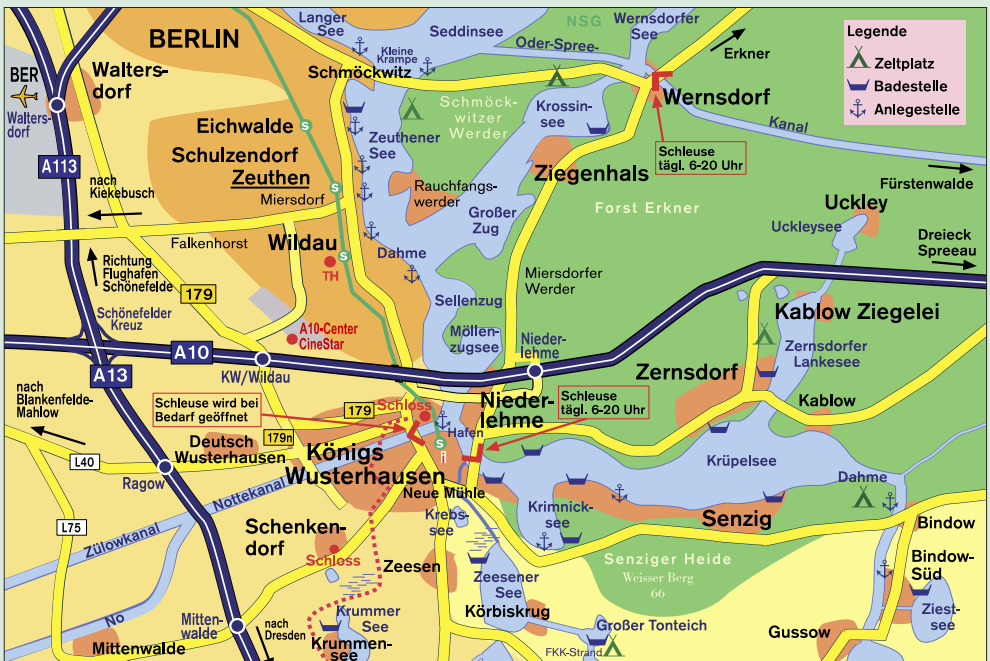 BERLIN
Langer
See
Seddinsee
NSG
Wernsdorfer
See
Kleine
Krampe
Oder-Spree-
Erkner
Legende
Zeltplatz
Badestelle
Anlegestelle
BER
Walters-
dorf
Walters-
dorf
Schmöckwitz
Schmöck-
witzer
Werder
Krossin-
see
Wernsdorf
Kanal
Eichwalde
S
Zeuthener
See
Schulzendorf
Zeuthen
Miersdorf
S
A113
nach
Kiekebusch
Rauchfangs-
werder
Ziegenhals
Schleuse
tägl. 6-20 Uhr
Fürstenwalde
Großer
Zug
Forst Erkner
Uckley
Uckleysee
Dreieck
Spreeau
Falkenhorst
Wildau
S
TH
Dahme
Richtung
Flughafen
Schönefelde
179
Miersdorfer
Werder
Sellenzug
Schönefelder
Kreuz
A10-Center
CineStar
Möllen-
zugsee
Nieder-
lehme
Kablow Ziegelei
Zernsdorfer
Lankesee
A10
A13
KW/Wildau
Zernsdorf
nach
Blankenfelde-
Mahlow
Schleuse wird bei
Bedarf geöffnet
179
Schloss
Nieder-
lehme
Schleuse
tägl. 6-20 Uhr
Kablow
Hafen
S
i
179n
Deutsch
Wusterhausen
Königs
Wusterhausen
L40
Ragow
Krüpelsee
Dahme
Neue Mühle
Nottekanal
Krebs-
see
Krimnick-
see
Senzig
Bindow
L75
Zülowkanal
Schenken-
dorf
Schloss
Zeesen
Zeesener
See
Senziger Heide
Weisser Berg
66
Bindow-
Süd
No
Mitten-
walde
nach
Dresden
Krummer
See
Krummen-
see
Körbiskrug
Großer Tonteich
FKK-Strand
Ziest-
see
Gussow
Mittenwalde